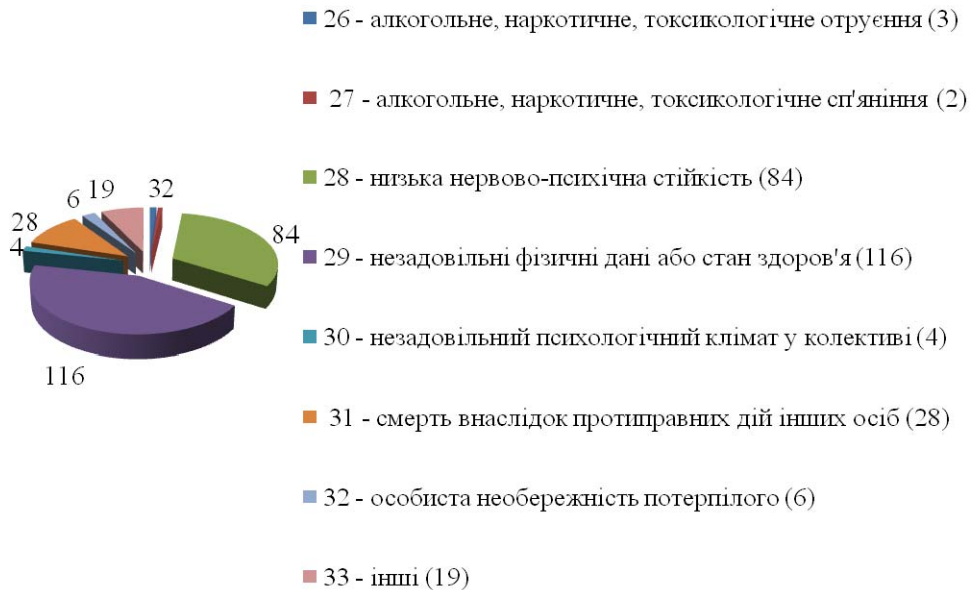 26 - алкогольне, наркотичне, токсикологічне отруєння (3)
27 - алкогольне, наркотичне, токсикологічне сп'яніння (2)
28 - низька нервово-психічна стійкість (84)
29 - незадовільні фізичні дані або стан здоров'я (116)
30 - незадовільний психологічний клімат у колективі (4)
31 - смерть внаслідок протиправних дій інших осіб (28)
32 - особиста необережність потерпілого (6)
33 - інші (19)
6
19
32
28
4
84
116